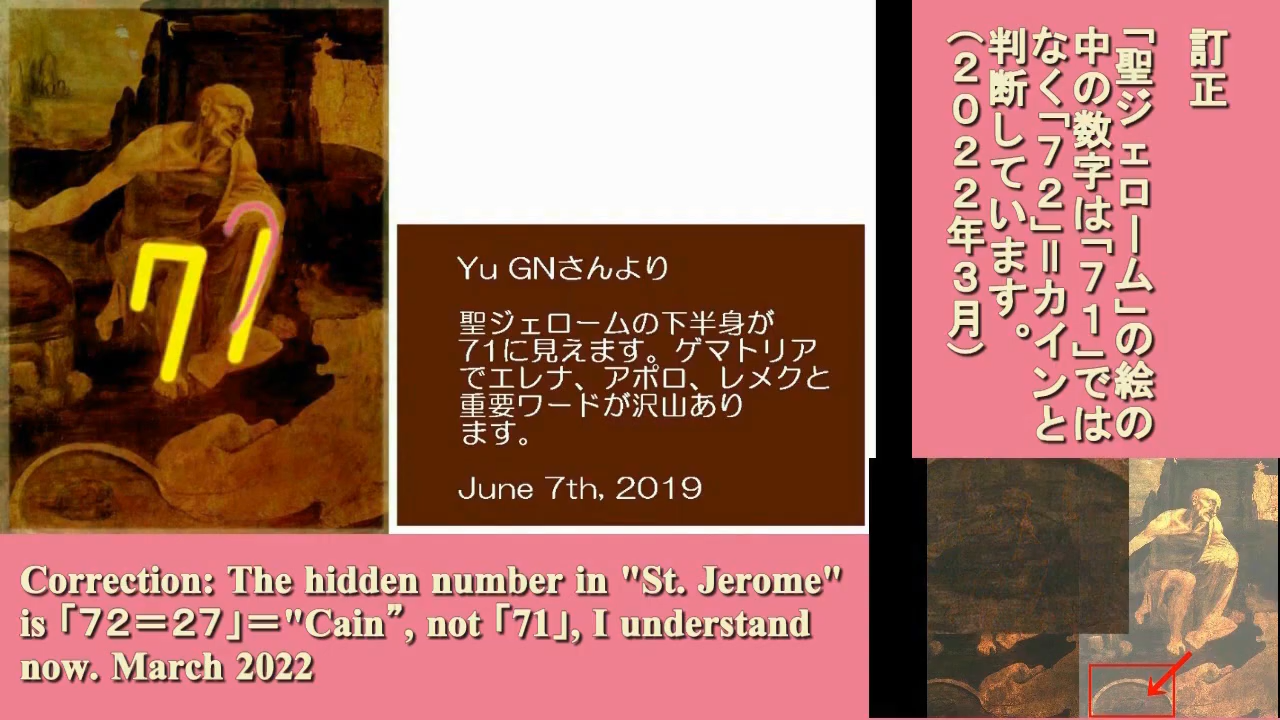 71
Yu GNさんより
聖ジェロームの下半身が
71に見えます。ゲマトリア
でエレナ、アポロ、レメクと
重要ワードが沢山あり
ます。
June 7th, 2019
訂正
「聖ジェローム」の絵の
中の数字は「７１」では
なく「７２」＝カインと
判断しています。
（２０２２年３月）
Correction: The hidden number in "St. Jerome"
is「７２＝２７」＝"Cain”, not「71」, I understand
now. March 2022